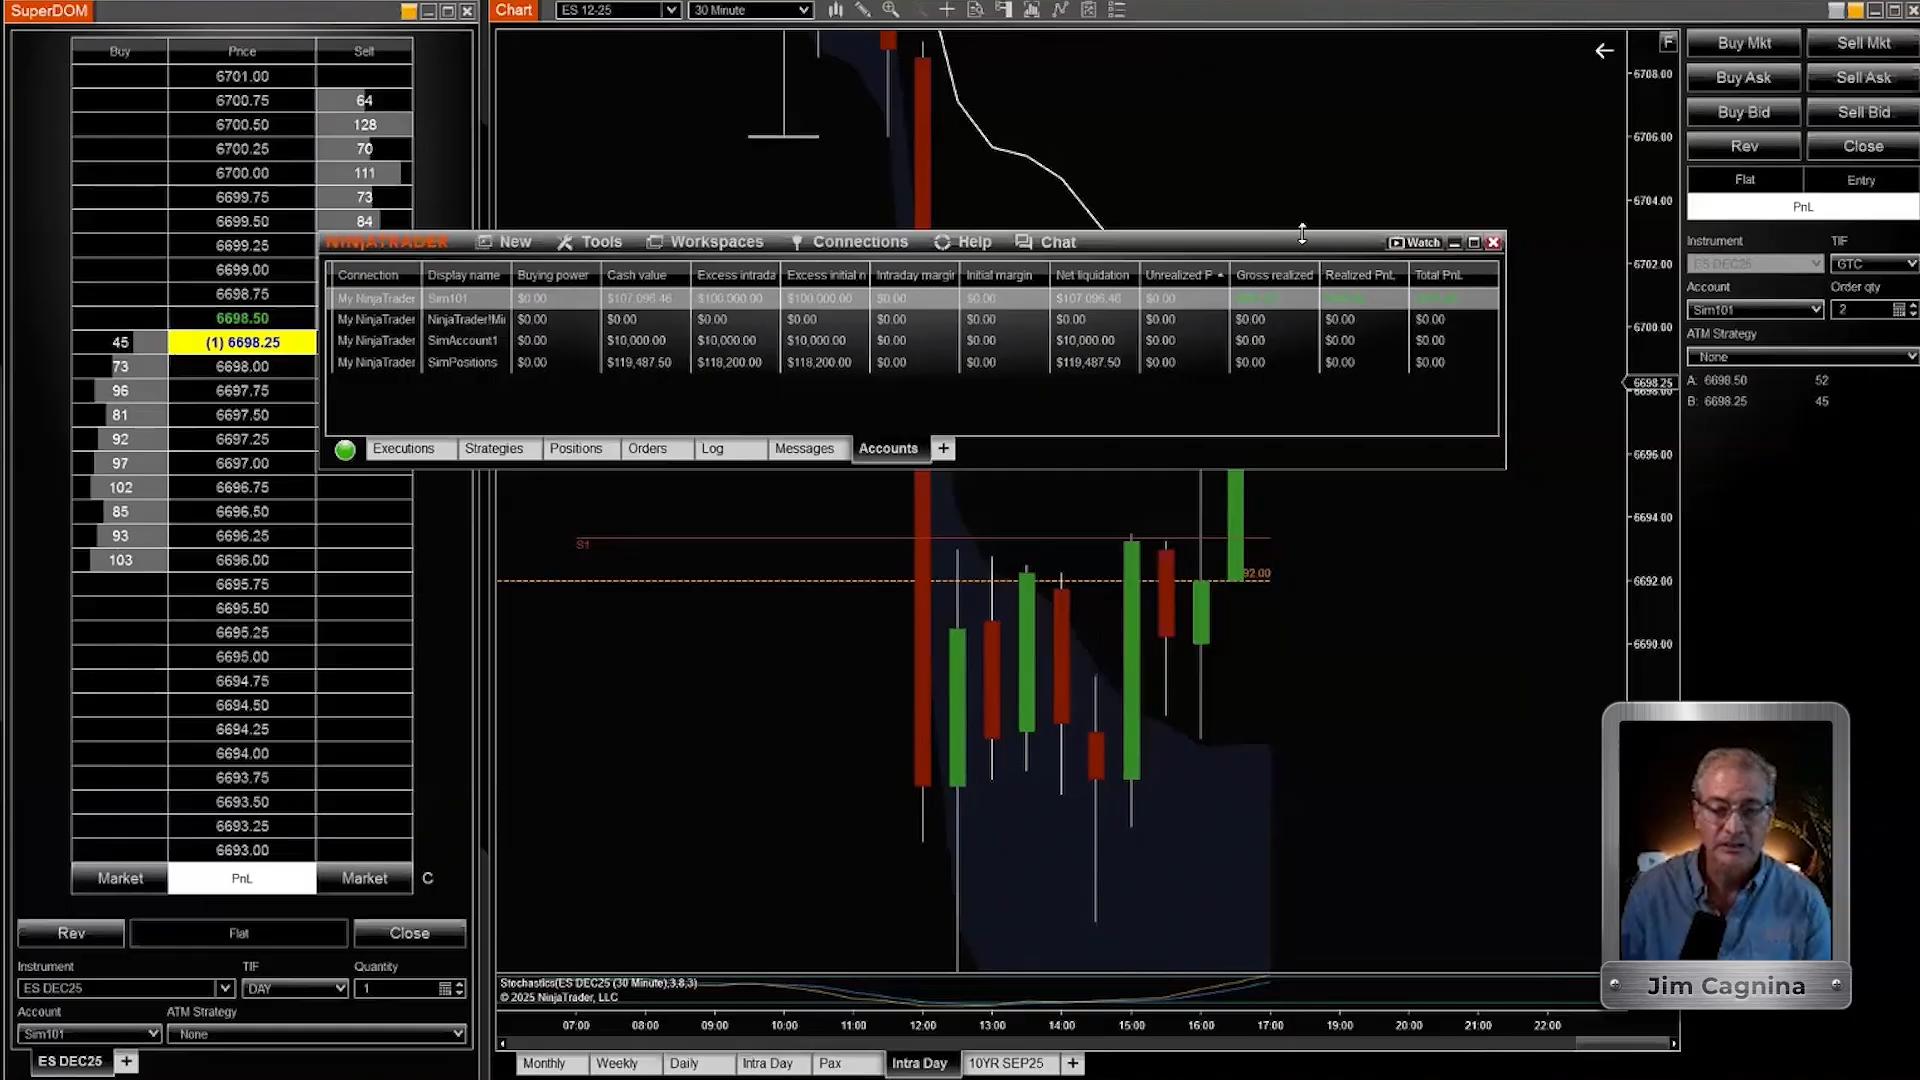 SuperDOM
Buy Price Sell
6701.00
6700.75 64
6700.50 128
6700.25 70
6700.00 111
6699.75 73
6699.50 84
6699.25
6699.00
6698.75
6698.50
45 (1) 6698.25
73 6698.00
96 6697.75
81 6697.50
92 6697.25
97 6697.00
102 6696.75
85 6696.50
93 6696.25
103 6696.00
6695.75
6695.50
6695.25
6695.00
6694.75
6694.50
6694.25
6694.00
6693.75
6693.50
6693.25
6693.00
Market PnL Market C
Rev Flat Close
Instrument TIF Quantity
ES DEC25 DAY 1
Account ATM Strategy
Sim101 None
ES DEC25 +
Chart ES 12-25 30 Minute
NINJATRADER New Tools Workspaces Connections Help Chat Watch
Connection Display name Buying power Cash value Excess intrada Excess initial n Intraday margin Initial margin Net liquidation Unrealized P Gross realized Realized PnL Total PnL
My NinjaTrader Sim101 $0.00 $107,096.46 $100,000.00 $100,000.00 $0.00 $0.00 $107,096.46 $0.00
My NinjaTrader NinjaTrader!Mi $0.00 $0.00 $0.00 $0.00 $0.00 $0.00 $0.00 $0.00 $0.00 $0.00 $0.00
My NinjaTrader SimAccount1 $0.00 $10,000.00 $10,000.00 $10,000.00 $0.00 $0.00 $10,000.00 $0.00 $0.00 $0.00 $0.00
My NinjaTrader SimPositions $0.00 $119,487.50 $118,200.00 $118,200.00 $0.00 $0.00 $119,487.50 $0.00 $0.00 $0.00 $0.00
Executions Strategies Positions Orders Log Messages Accounts +
S1
92.00
Stochastics(ES DEC25 (30 Minute),3,8,3)
© 2025 NinjaTrader, LLC
07:00 08:00 09:00 10:00 11:00 12:00 13:00 14:00 15:00 16:00 17:00 19:00 20:00 21:00 22:00
Monthly Weekly Daily Intra Day Pax Intra Day 10YR SEP25 +
F
6708.00
6706.00
6704.00
6702.00
6700.00
6698.25
6696.00
6694.00
6692.00
6690.00
Buy Mkt Sell Mkt
Buy Ask Sell Ask
Buy Bid Sell Bid
Rev Close
Flat Entry
PnL
Instrument TIF
ES DEC25 GTC
Account Order qty
Sim101 2
ATM Strategy
None
A: 6698.50 52
B: 6698.25 45
Jim Cagnina